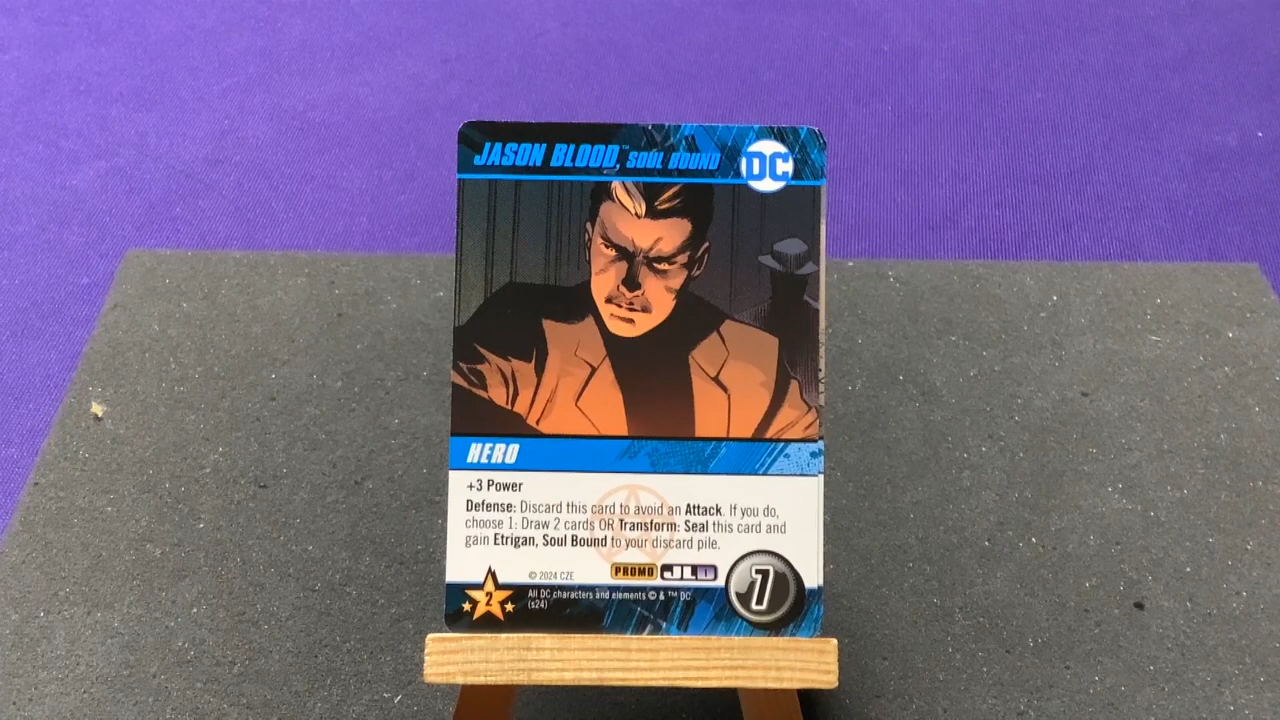 JASON BLOOD,™ SOUL BOUND
DC
HERO
+3 Power
Defense: Discard this card to avoid an Attack. If you do,
choose 1: Draw 2 cards OR Transform: Seal this card and
gain Etrigan, Soul Bound to your discard pile.
© 2024 CZE
PROMO
JLD
7
2
All DC characters and elements © & ™ DC.
(s24)